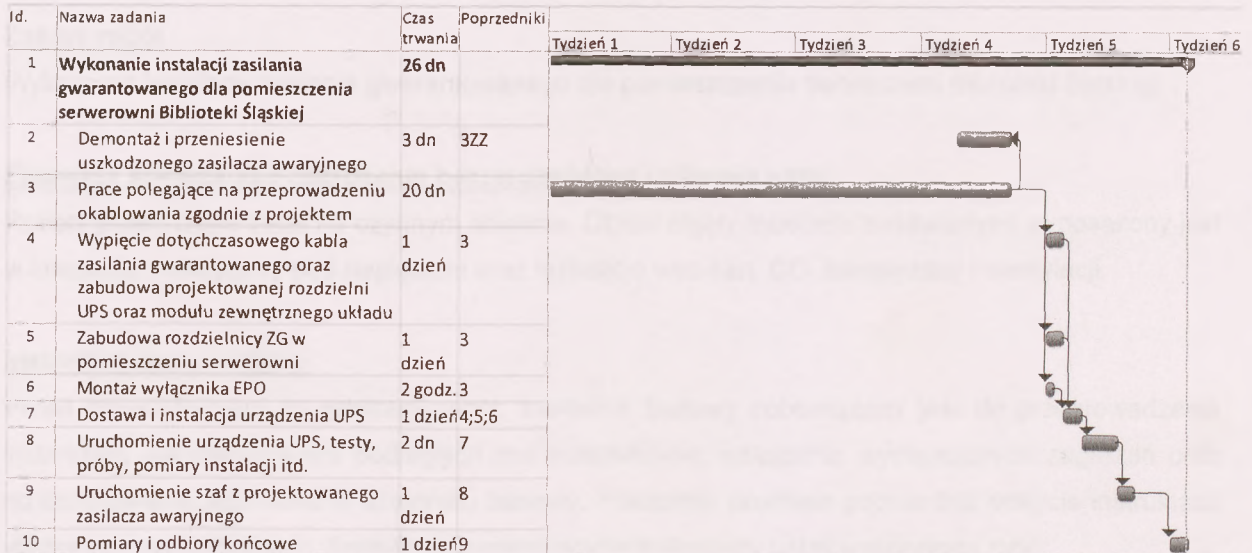 Id. Nazwa zadania Czas trwania Poprzedniki Tydzień 1 Tydzień 2 Tydzień 3 Tydzień 4 Tydzień 5 Tydzień 6
1 Wykonanie instalacji zasilania 26 dn
gwarantowanego dla pomieszczenia
serwerowni Biblioteki Śląskiej
2 Demontaż i przeniesienie 3 dn 3ZZ
uszkodzonego zasilacza awaryjnego
3 Prace polegające na przeprowadzeniu 20 dn
okablowania zgodnie z projektem
4 Wypięcie dotychczasowego kabla 1 3
zasilania gwarantowanego oraz dzień
zabudowa projektowanej rozdzielni
UPS oraz modułu zewnętrznego układu
5 Zabudowa rozdzielnicy ZG w 1 3
pomieszczeniu serwerowni dzień
6 Montaż wyłącznika EPO 2 godz. 3
7 Dostawa i instalacja urządzenia UPS 1 dzień 4;5;6
8 Uruchomienie urządzenia UPS, testy, 2 dn 7
próby, pomiary instalacji itd.
9 Uruchomienie szaf z projektowanego 1 8
zasilacza awaryjnego dzień
10 Pomiary i odbiory końcowe 1 dzień 9